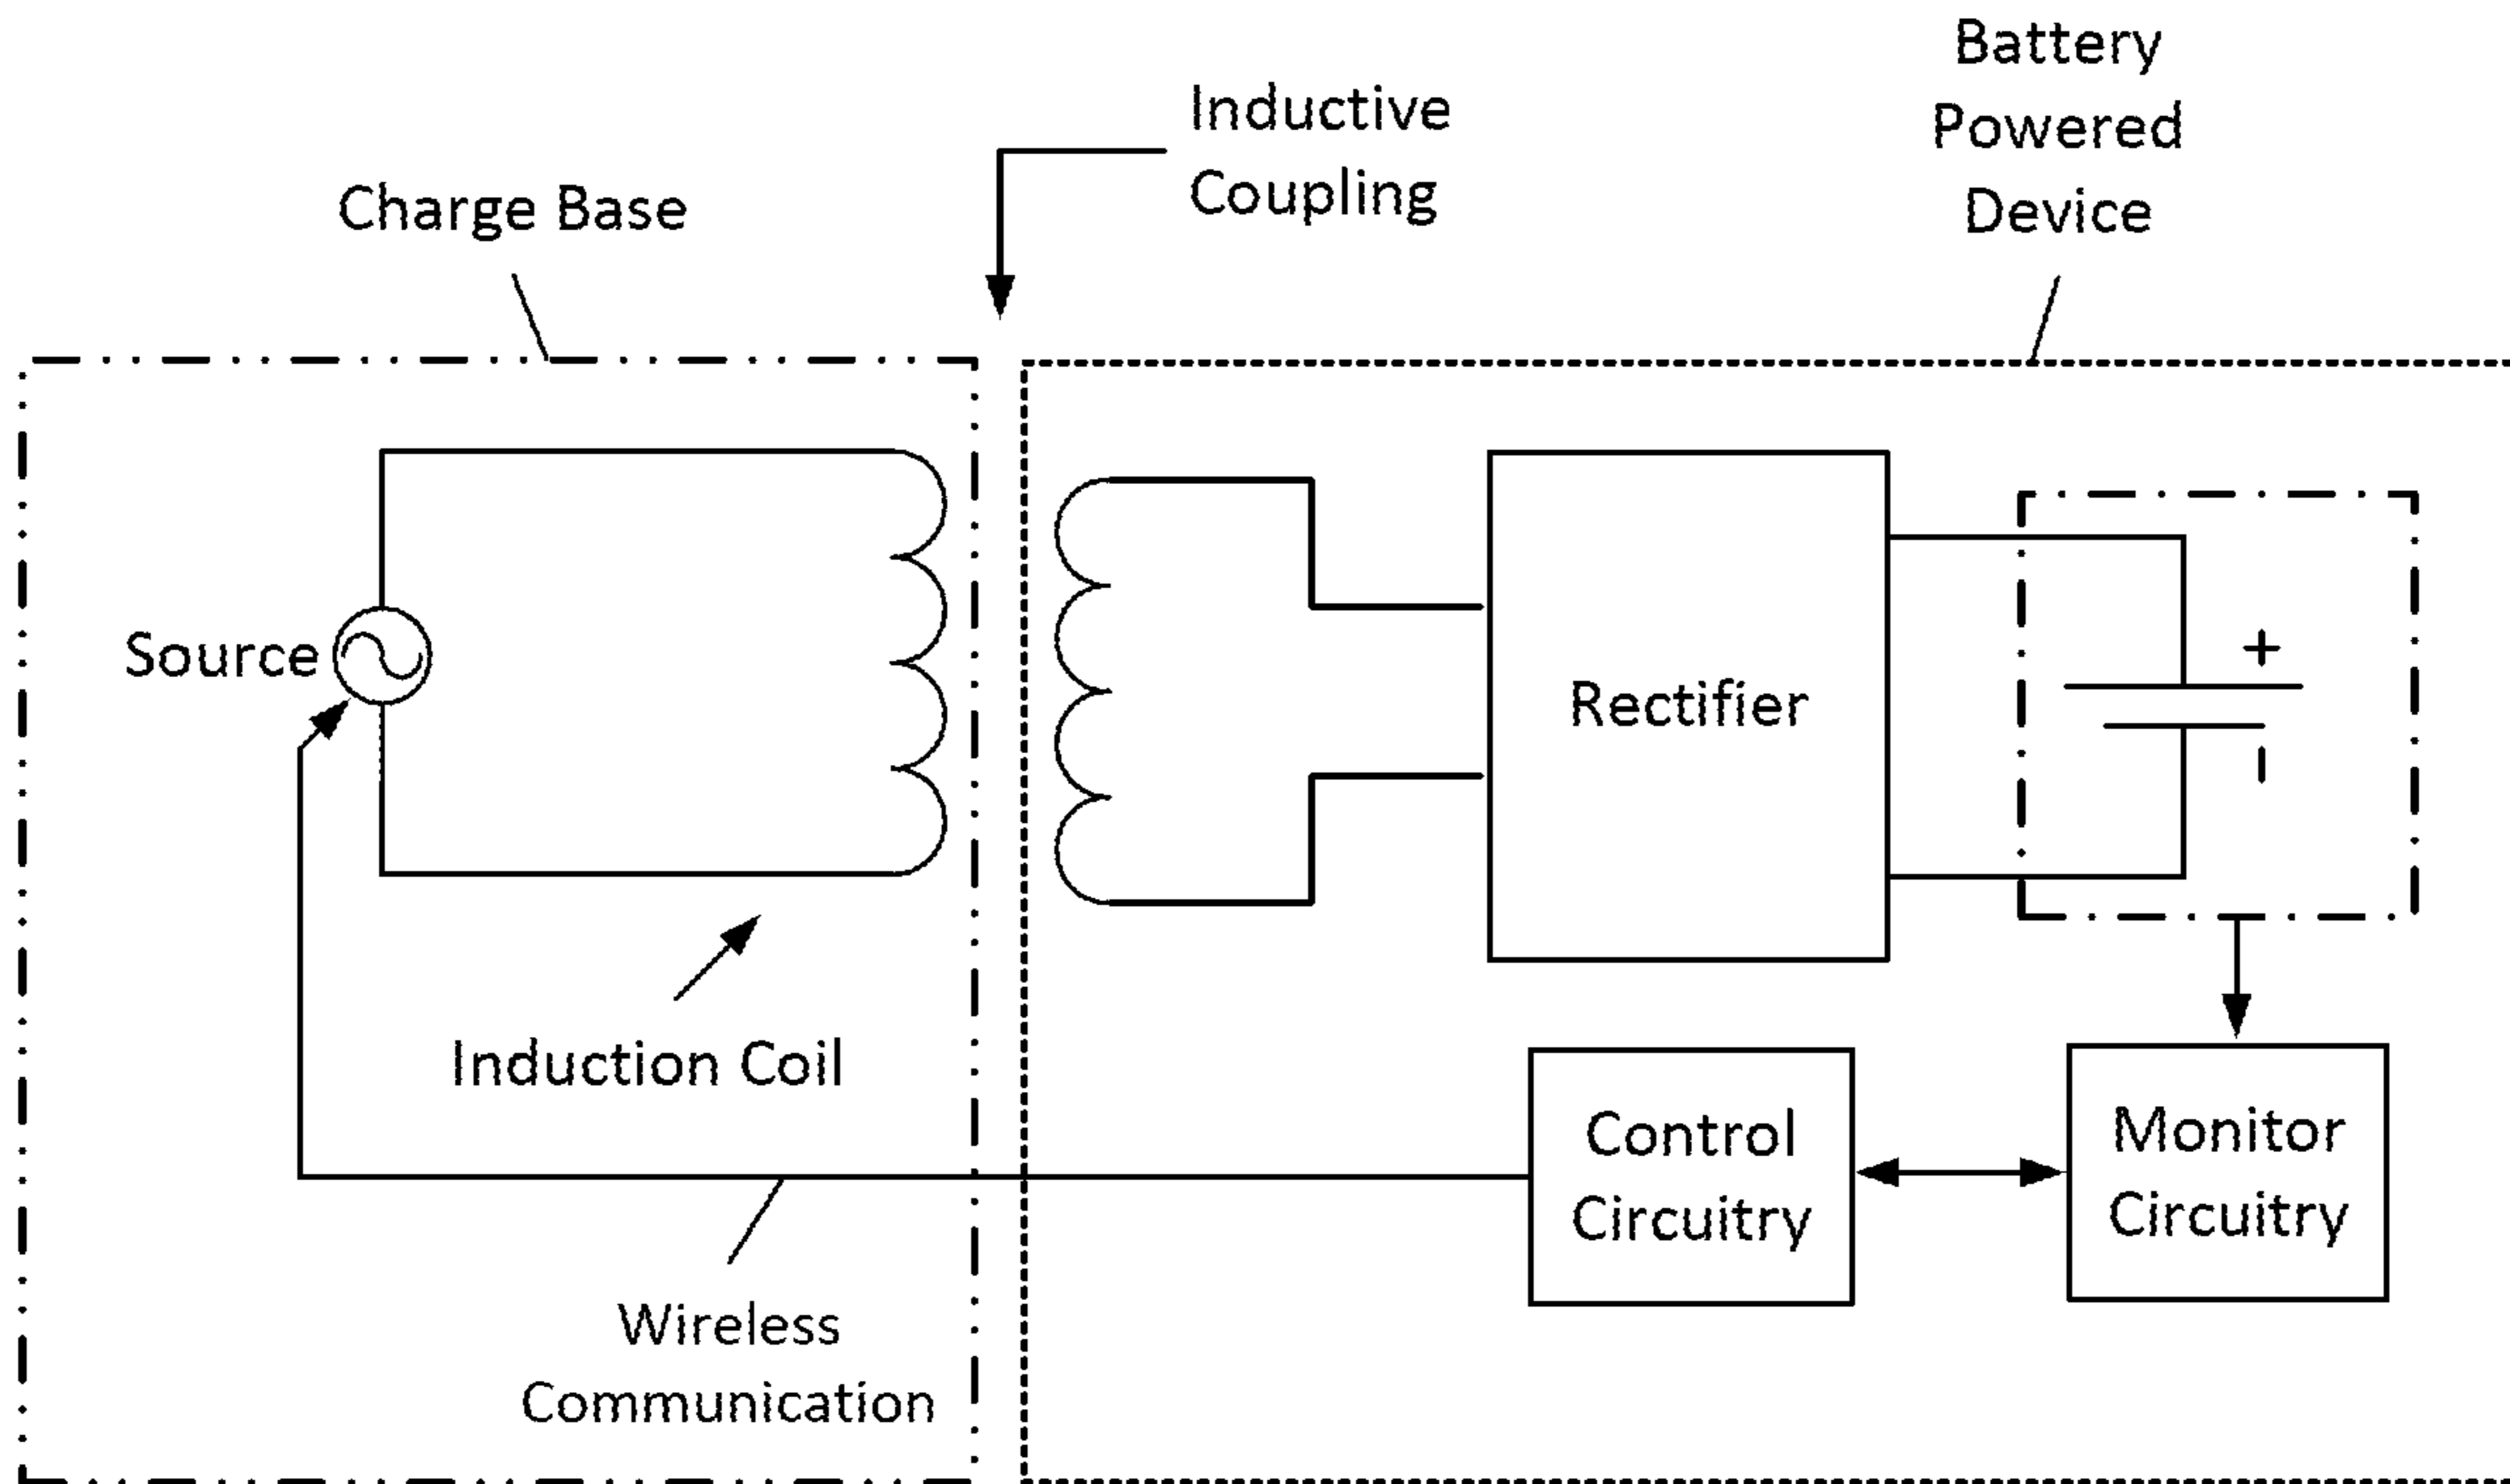 Battery
Powered
Device
Inductive
Coupling
Charge Base
Source
+
Rectifier
–
Induction Coil
Control
Circuitry
Monitor
Circuitry
Wireless
Communication